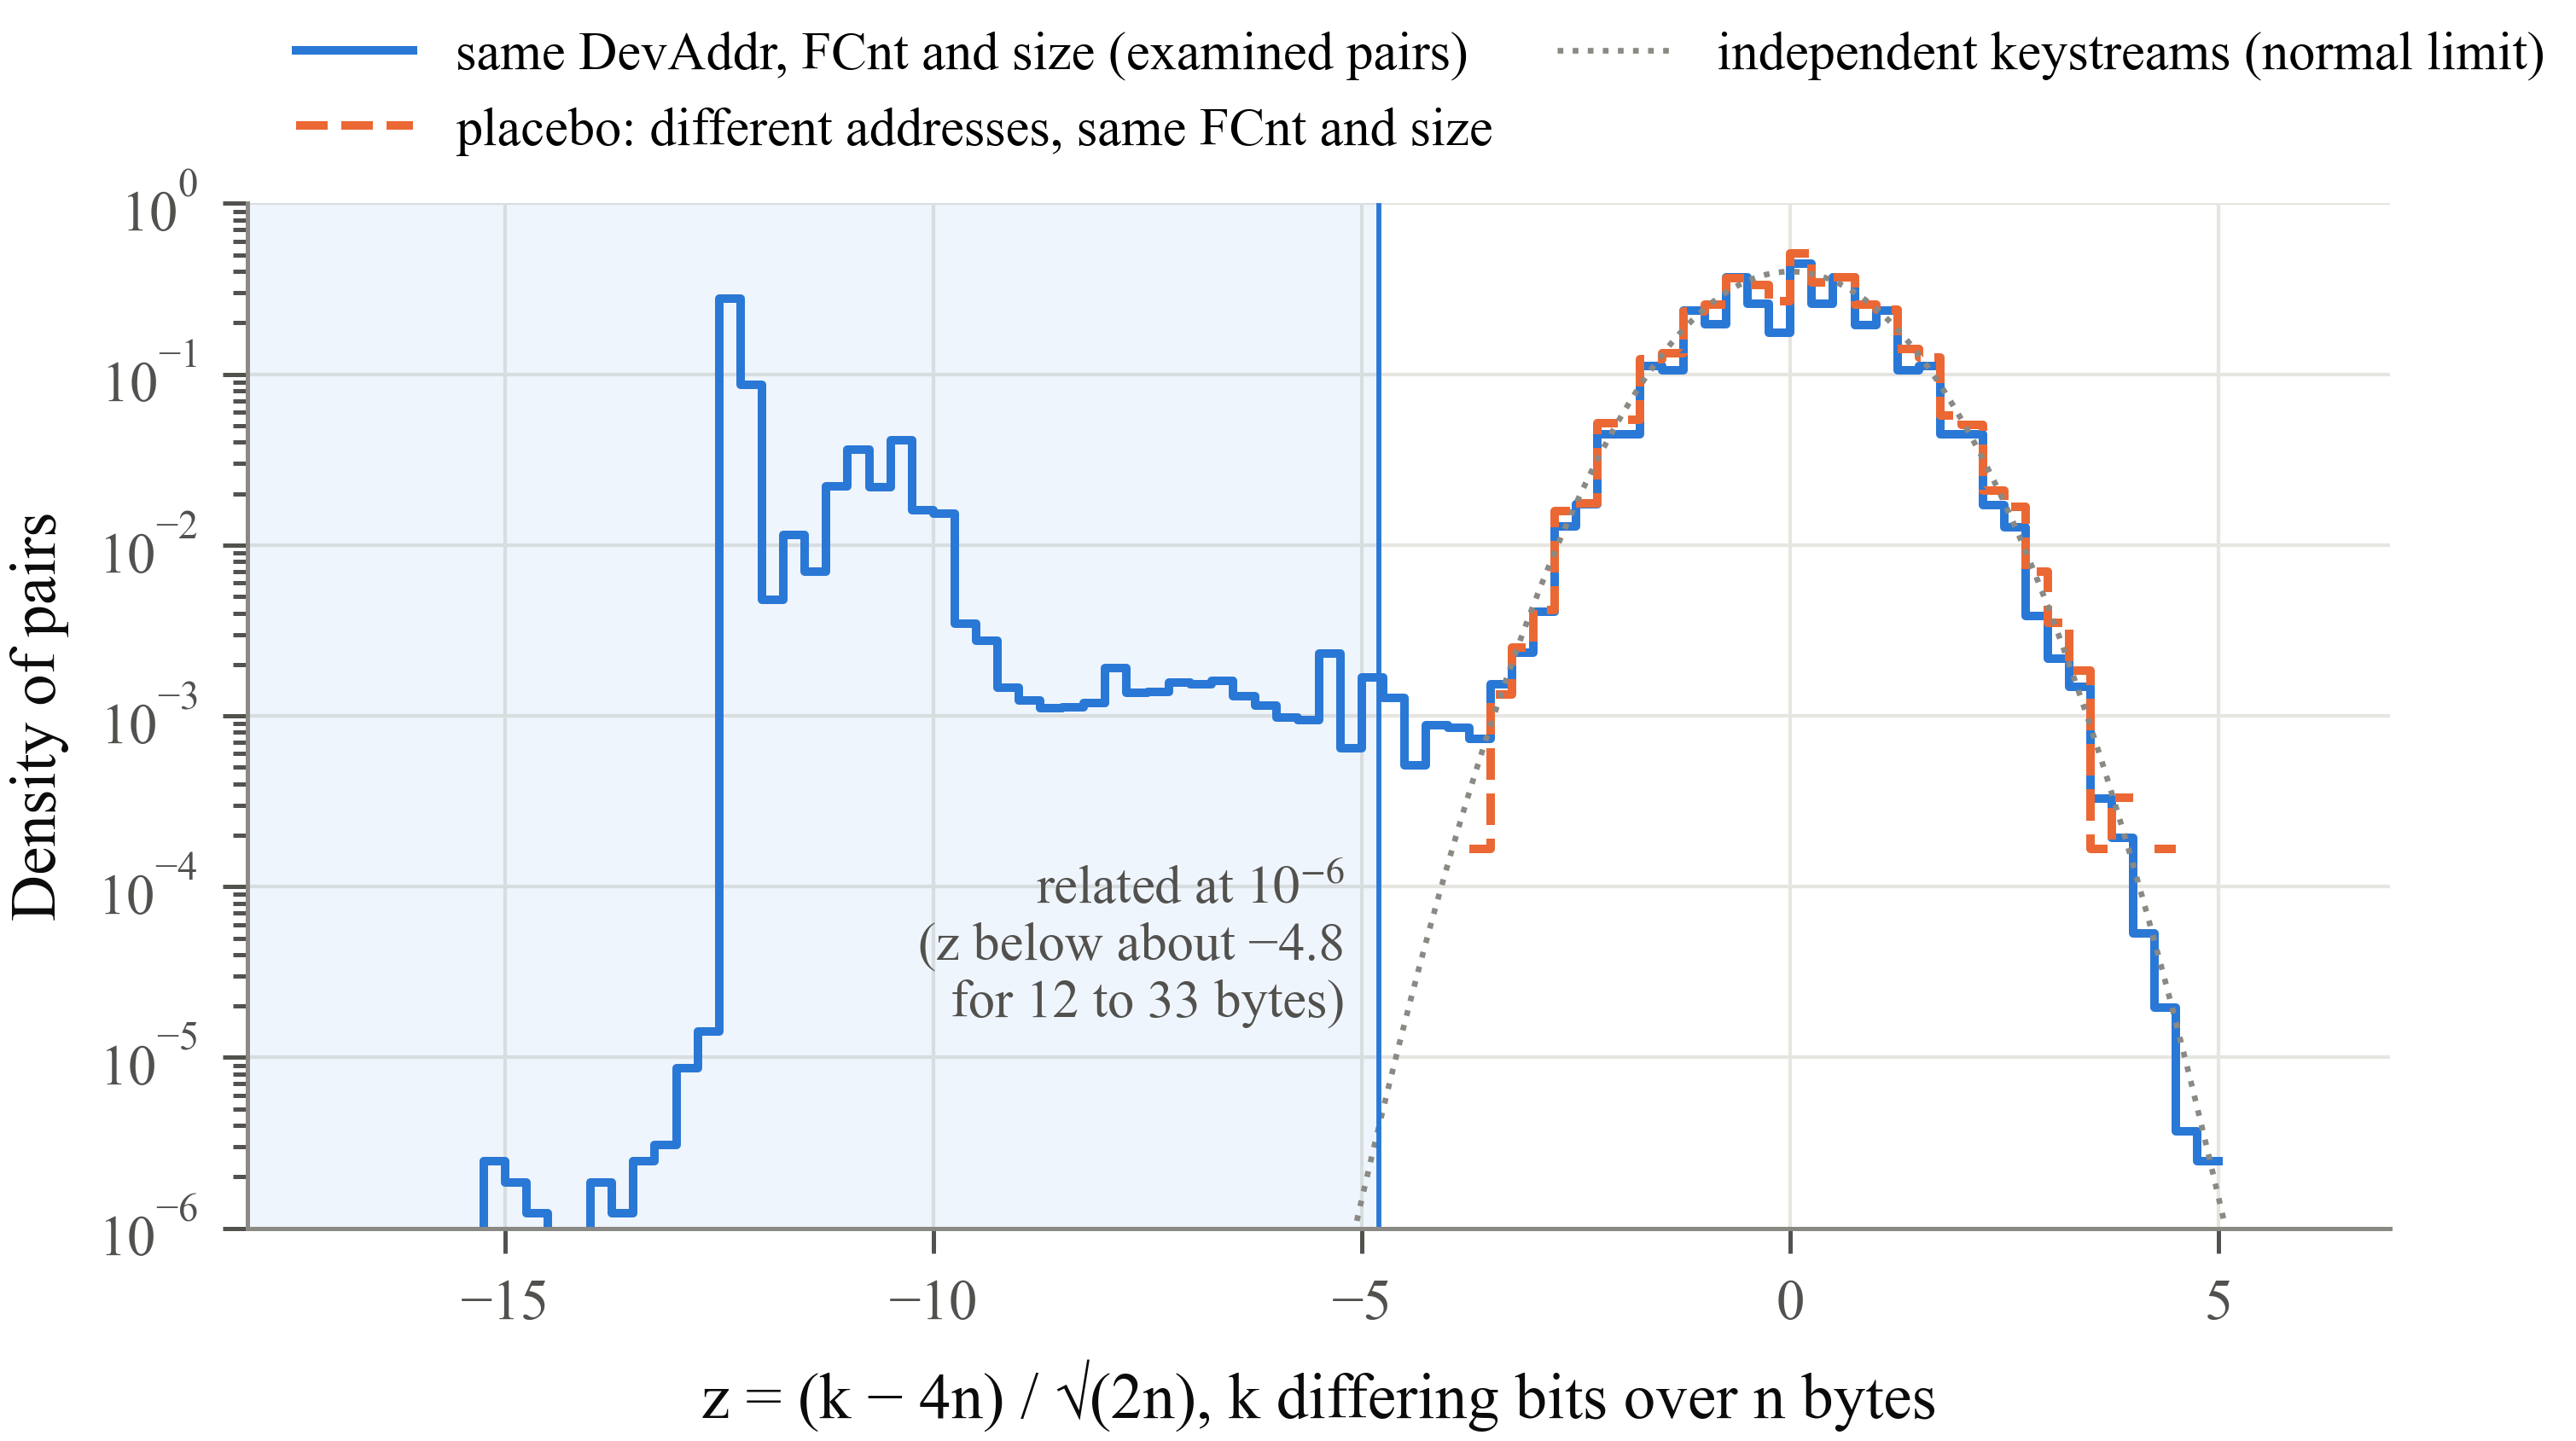 same DevAddr, FCnt and size (examined pairs)
independent keystreams (normal limit)
placebo: different addresses, same FCnt and size
10⁰
10⁻¹
10⁻²
10⁻³
10⁻⁴
10⁻⁵
10⁻⁶
Density of pairs
related at 10⁻⁶
(z below about −4.8
for 12 to 33 bytes)
−15 −10 −5 0 5
z = (k − 4n) / √(2n), k differing bits over n bytes